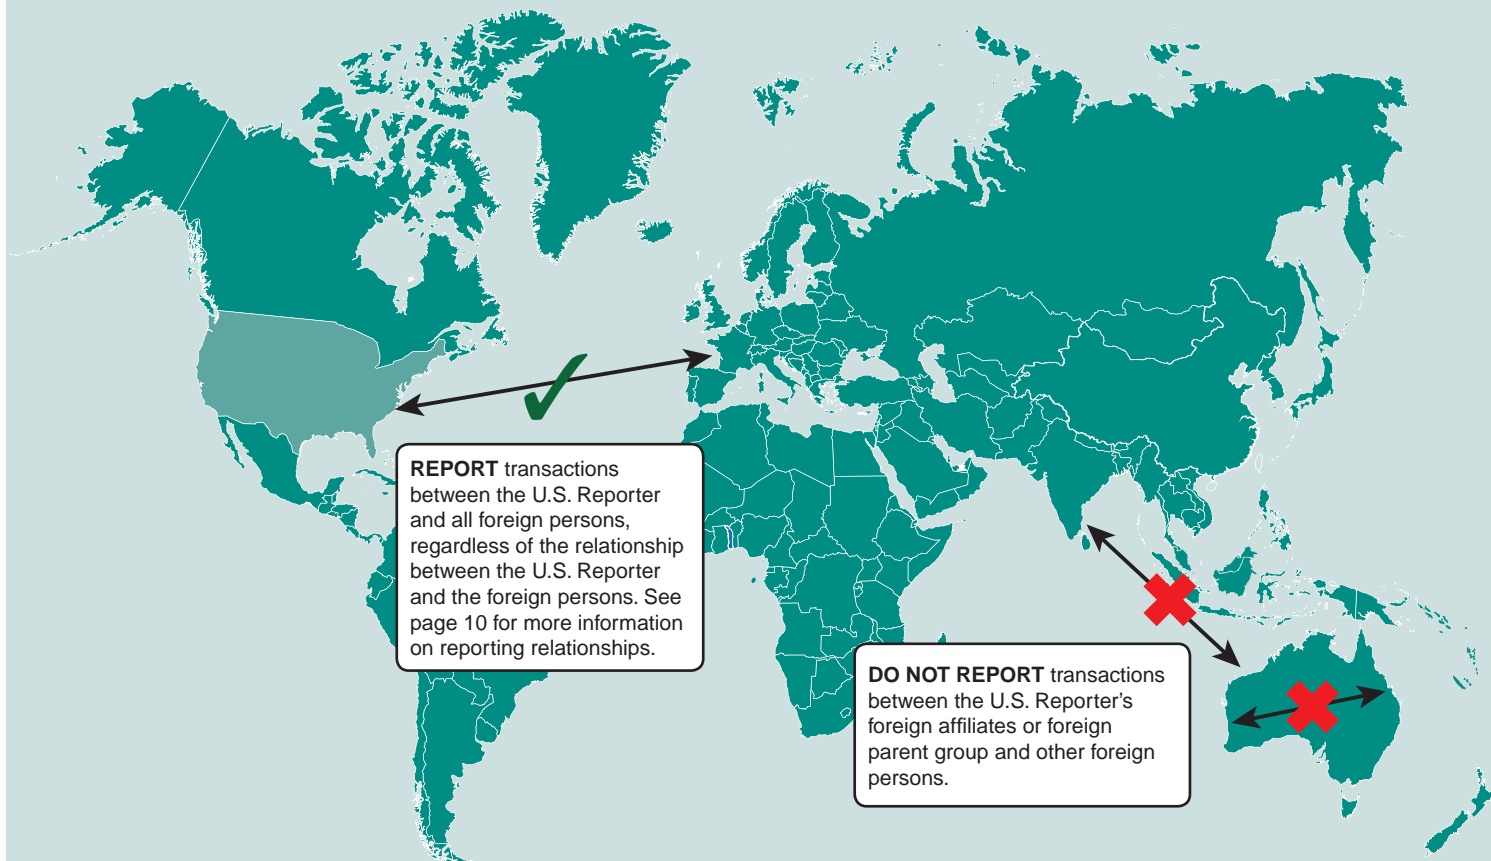 REPORT transactions
between the U.S. Reporter
and all foreign persons,
regardless of the relationship
between the U.S. Reporter
and the foreign persons. See
page 10 for more information
on reporting relationships.
DO NOT REPORT transactions
between the U.S. Reporter’s
foreign affiliates or foreign
parent group and other foreign
persons.